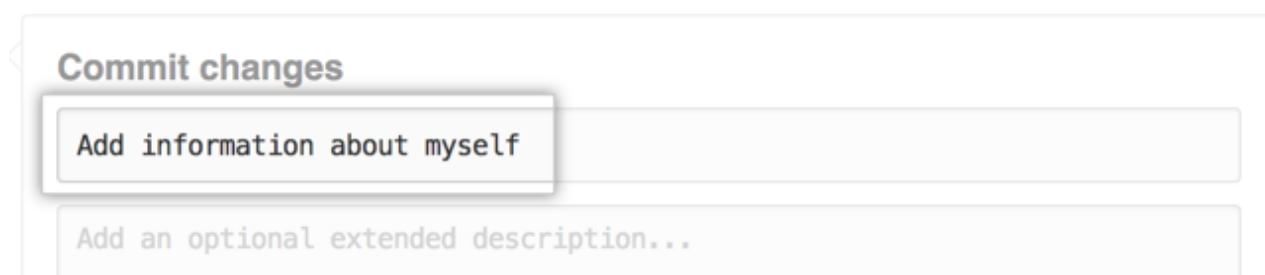 Commit changes
Add information about myself
Add an optional extended description...